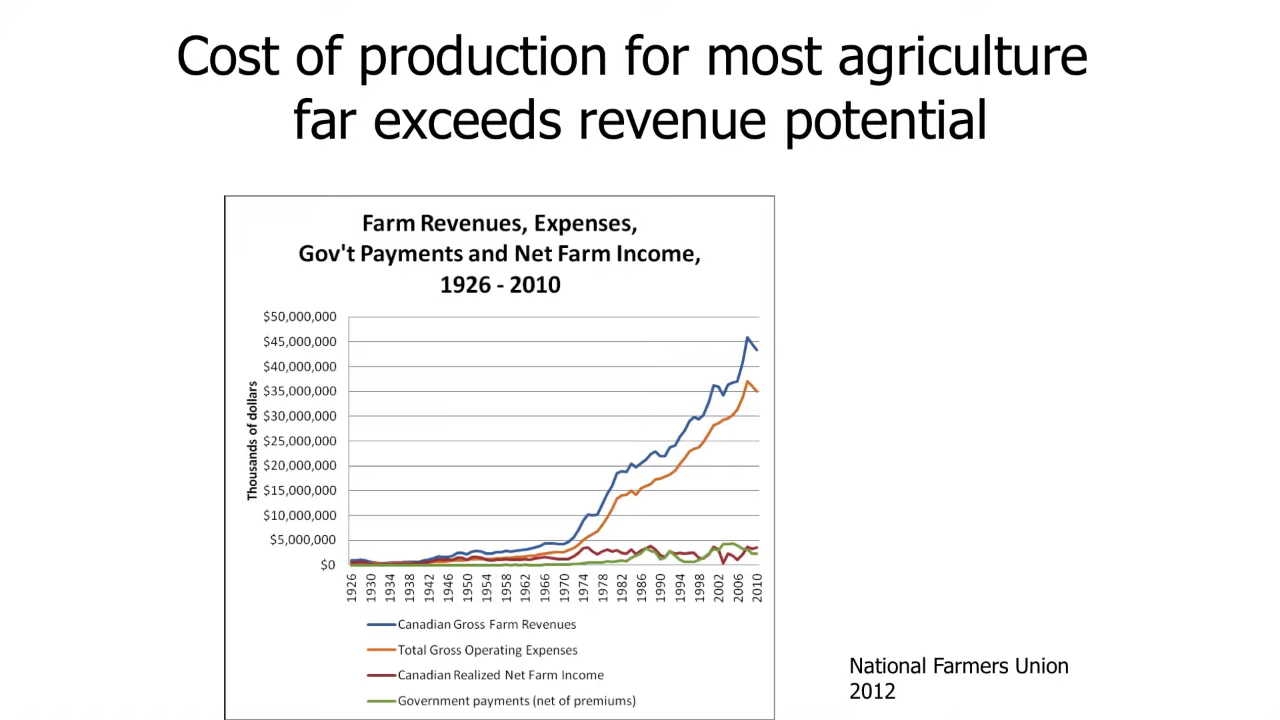 Cost of production for most agriculture
far exceeds revenue potential
Farm Revenues, Expenses,
Gov't Payments and Net Farm Income,
1926 - 2010
Thousands of dollars
$50,000,000
$45,000,000
$40,000,000
$35,000,000
$30,000,000
$25,000,000
$20,000,000
$15,000,000
$10,000,000
$5,000,000
$0
1926 1930 1934 1938 1942 1946 1950 1954 1958 1962 1966 1970 1974 1978 1982 1986 1990 1994 1998 2002 2006 2010
Canadian Gross Farm Revenues
Total Gross Operating Expenses
Canadian Realized Net Farm Income
Government payments (net of premiums)
National Farmers Union
2012